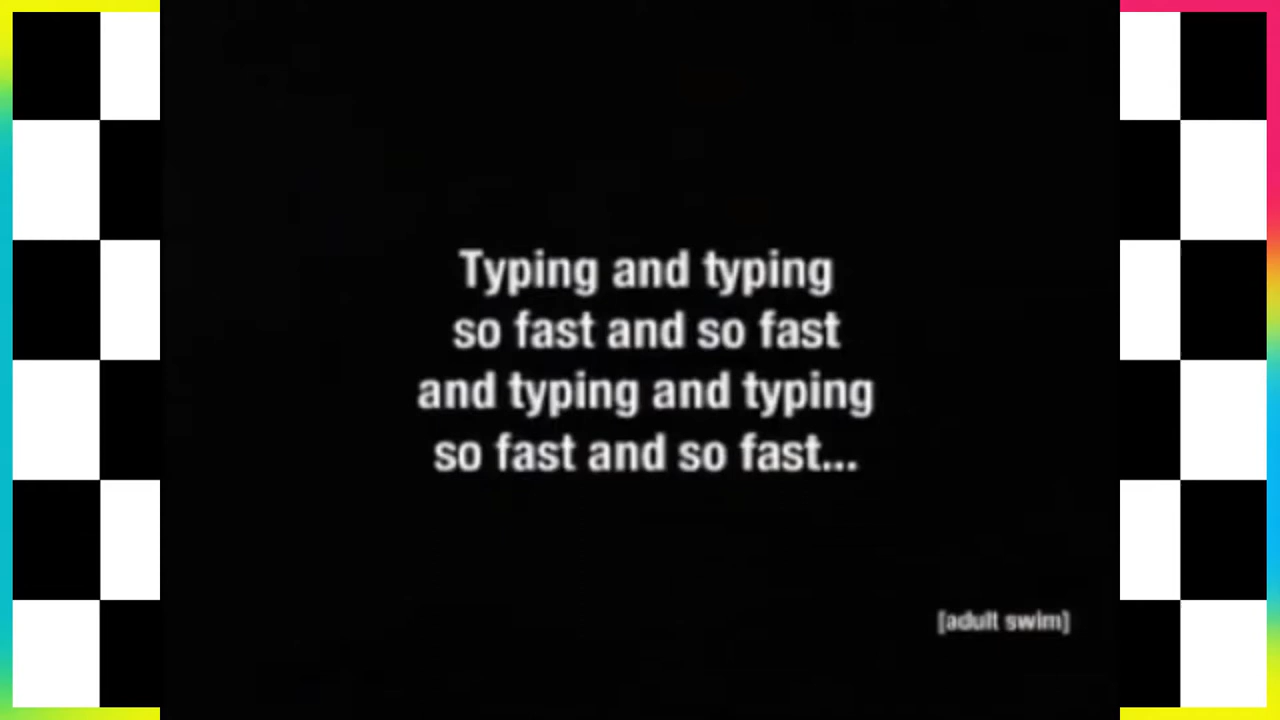 Typing and typing
so fast and so fast
and typing and typing
so fast and so fast...
[adult swim]